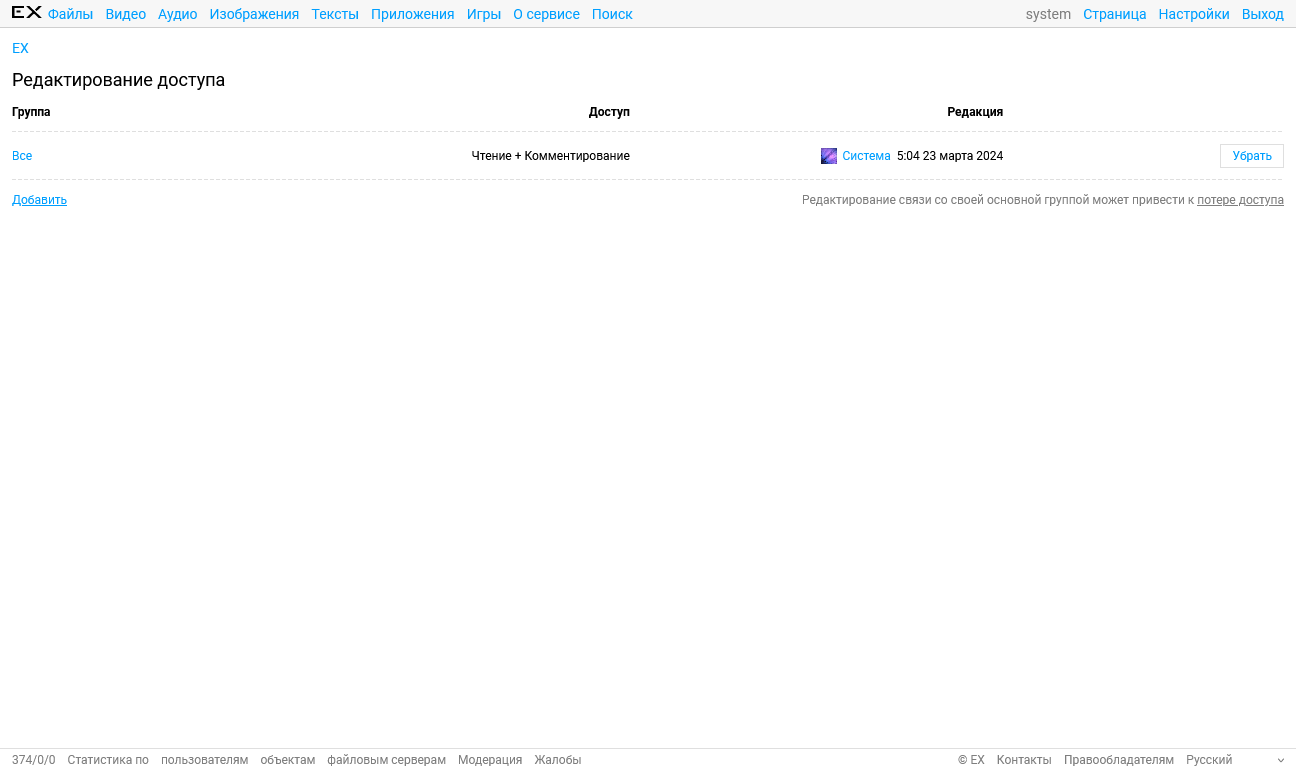 EX Файлы Видео Аудио Изображения Тексты Приложения Игры О сервисе Поиск system Страница Настройки Выход
EX
Редактирование доступа
Группа Доступ Редакция
Все Чтение + Комментирование Система 5:04 23 марта 2024 Убрать
Добавить Редактирование связи со своей основной группой может привести к потере доступа
374/0/0 Статистика по пользователям объектам файловым серверам Модерация Жалобы © EX Контакты Правообладателям Русский